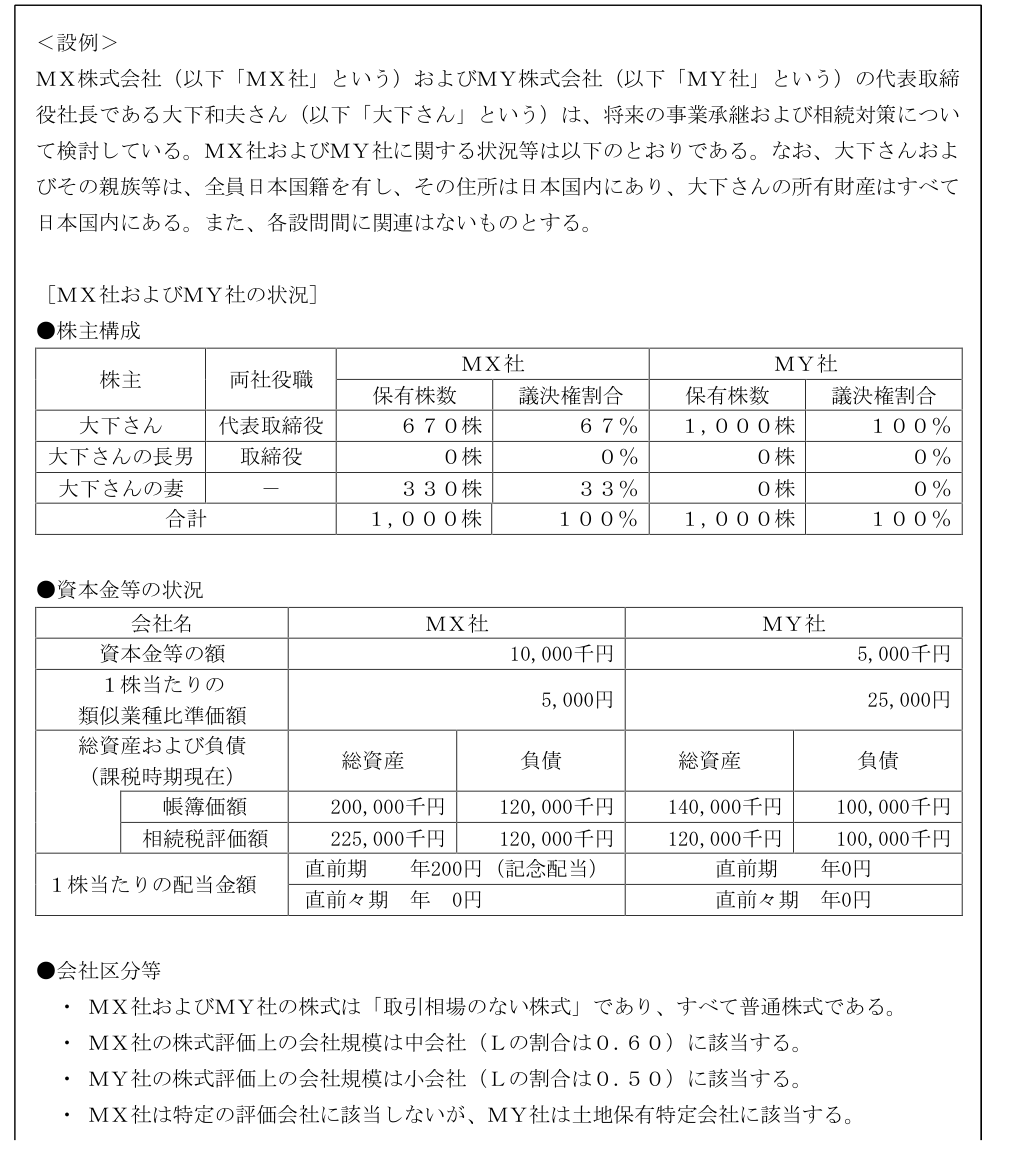 ＜設例＞
ＭＸ株式会社（以下「ＭＸ社」という）およびＭＹ株式会社（以下「ＭＹ社」という）の代表取締
役社長である大下和夫さん（以下「大下さん」という）は、将来の事業承継および相続対策につい
て検討している。ＭＸ社およびＭＹ社に関する状況等は以下のとおりである。なお、大下さんおよ
びその親族等は、全員日本国籍を有し、その住所は日本国内にあり、大下さんの所有財産はすべて
日本国内にある。また、各設問間に関連はないものとする。
［ＭＸ社およびＭＹ社の状況］
●株主構成
株主 両社役職 ＭＸ社 ＭＹ社
保有株数 議決権割合 保有株数 議決権割合
大下さん 代表取締役 ６７０株 ６７％ １，０００株 １００％
大下さんの長男 取締役 ０株 ０％ ０株 ０％
大下さんの妻 － ３３０株 ３３％ ０株 ０％
合計 １，０００株 １００％ １，０００株 １００％
●資本金等の状況
会社名 ＭＸ社 ＭＹ社
資本金等の額 10,000千円 5,000千円
１株当たりの
類似業種比準価額 5,000円 25,000円
総資産および負債
（課税時期現在） 総資産 負債 総資産 負債
帳簿価額 200,000千円 120,000千円 140,000千円 100,000千円
相続税評価額 225,000千円 120,000千円 120,000千円 100,000千円
１株当たりの配当金額 直前期 年200円（記念配当） 直前期 年0円
直前々期 年 0円 直前々期 年0円
●会社区分等
・ ＭＸ社およびＭＹ社の株式は「取引相場のない株式」であり、すべて普通株式である。
・ ＭＸ社の株式評価上の会社規模は中会社（Ｌの割合は０．６０）に該当する。
・ ＭＹ社の株式評価上の会社規模は小会社（Ｌの割合は０．５０）に該当する。
・ ＭＸ社は特定の評価会社に該当しないが、ＭＹ社は土地保有特定会社に該当する。